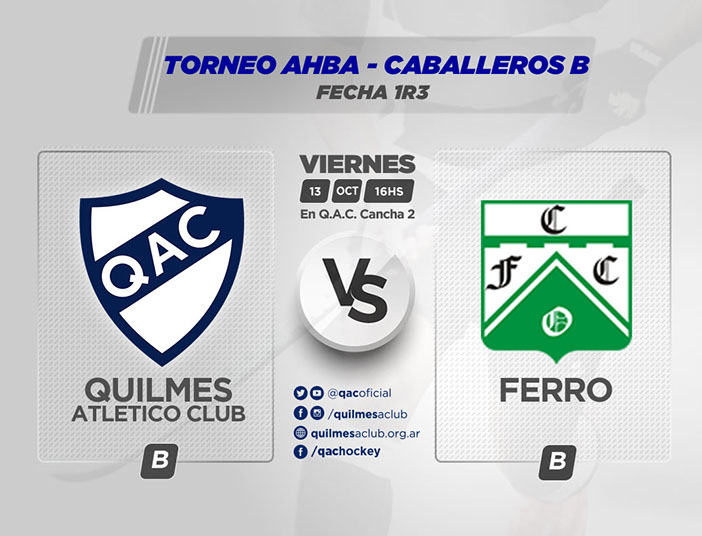 TORNEO AHBA - CABALLEROS B
FECHA 1R3
VIERNES
13 OCT 16HS
En Q.A.C. Cancha 2
QAC
VS
C
F C
O
QUILMES
ATLETICO CLUB
B
FERRO
B
@qacoficial
/quilmesaclub
quilmesaclub.org.ar
/qachockey